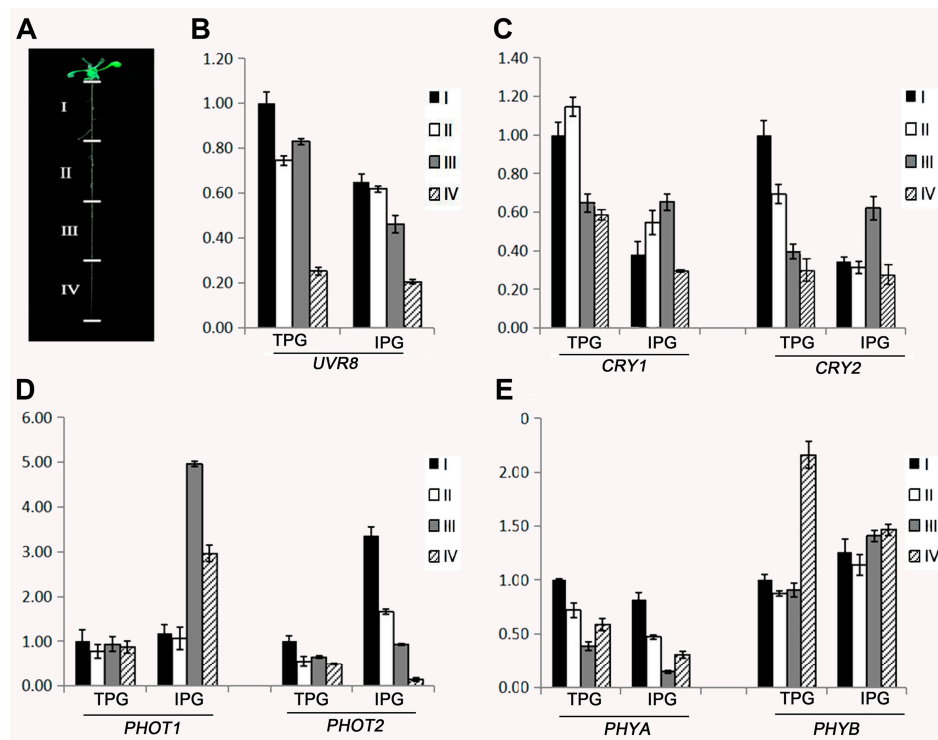 A
I
II
III
IV
B
1.20
1.00
0.80
0.60
0.40
0.20
0.00
I
II
III
IV
TPG IPG
UVR8
C
1.40
1.20
1.00
0.80
0.60
0.40
0.20
0.00
I
II
III
IV
TPG IPG TPG IPG
CRY1 CRY2
D
6.00
5.00
4.00
3.00
2.00
1.00
0.00
I
II
III
IV
TPG IPG TPG IPG
PHOT1 PHOT2
E
0
2.00
1.50
1.00
0.50
0.00
I
II
III
IV
TPG IPG TPG IPG
PHYA PHYB